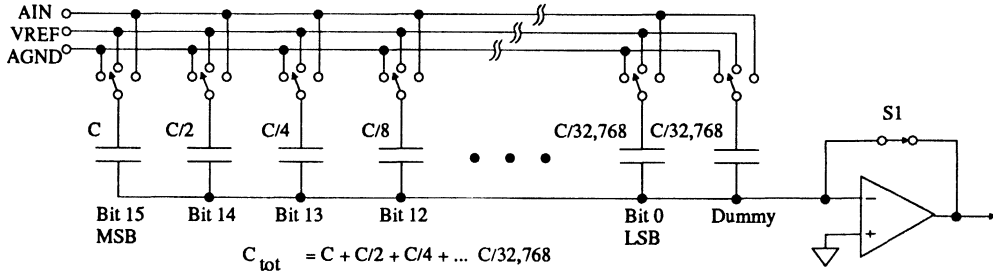 AIN
VREF
AGND
C C/2 C/4 C/8 C/32,768 C/32,768 S1
− +
Bit 15 Bit 14 Bit 13 Bit 12 Bit 0 Dummy
MSB LSB
C tot = C + C/2 + C/4 + ... C/32,768